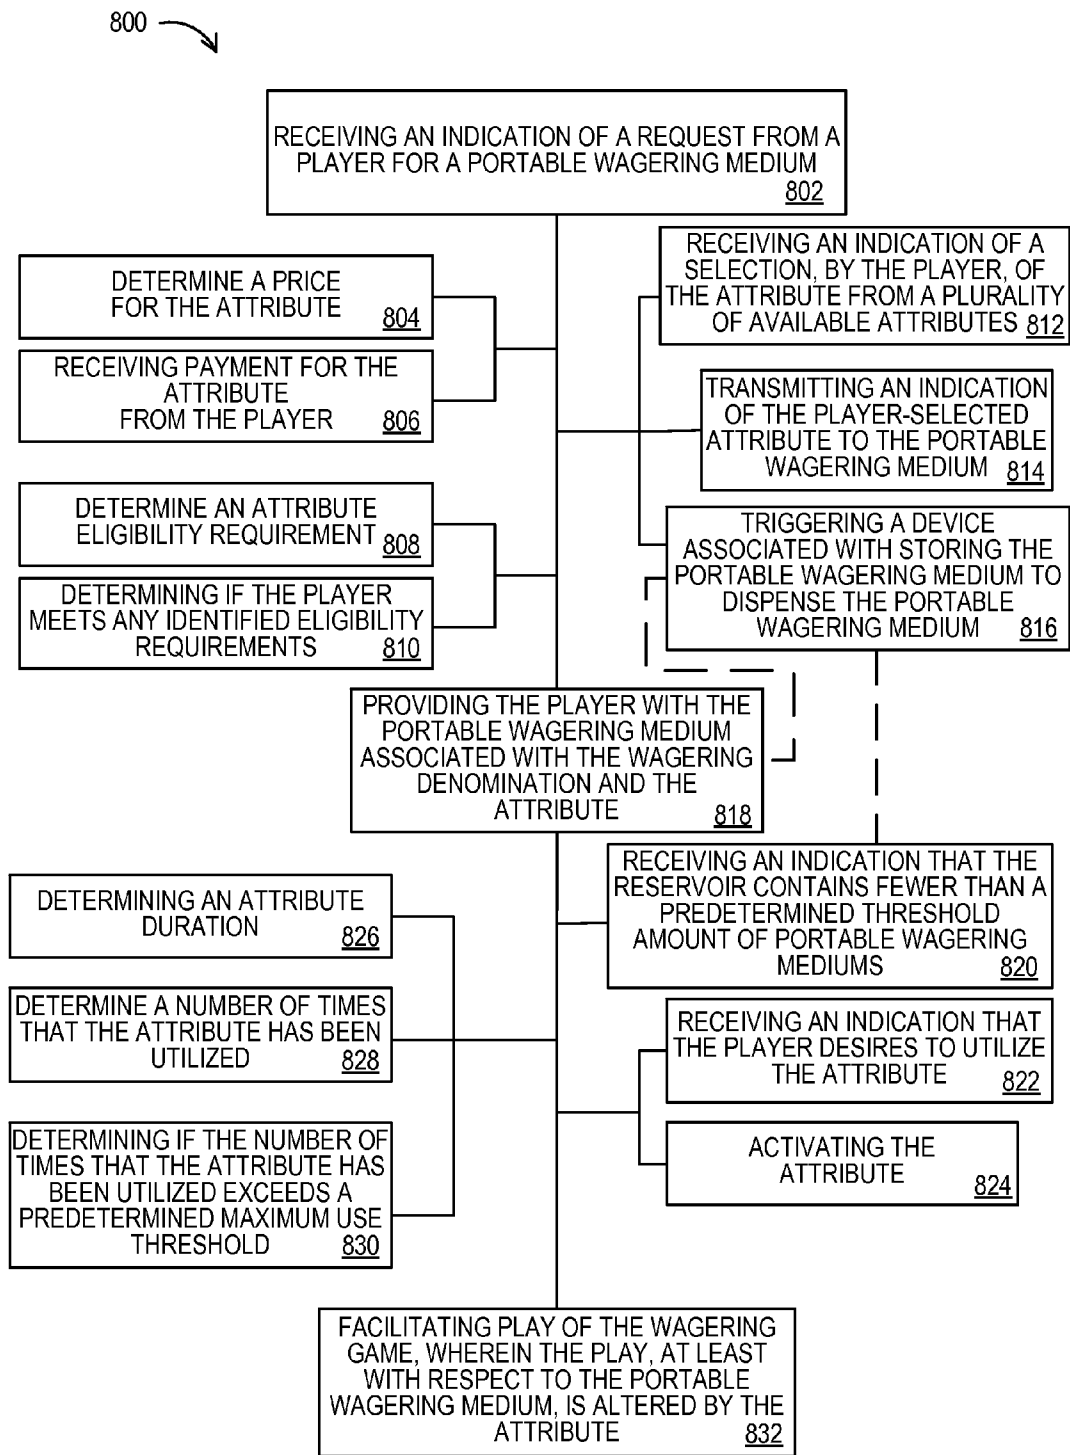 800
RECEIVING AN INDICATION OF A REQUEST FROM A
PLAYER FOR A PORTABLE WAGERING MEDIUM
802
DETERMINE A PRICE
FOR THE ATTRIBUTE
804
RECEIVING PAYMENT FOR THE
ATTRIBUTE
FROM THE PLAYER
806
DETERMINE AN ATTRIBUTE
ELIGIBILITY REQUIREMENT
808
DETERMINING IF THE PLAYER
MEETS ANY IDENTIFIED ELIGIBILITY
REQUIREMENTS
810
RECEIVING AN INDICATION OF A
SELECTION, BY THE PLAYER, OF
THE ATTRIBUTE FROM A PLURALITY
OF AVAILABLE ATTRIBUTES 812
TRANSMITTING AN INDICATION
OF THE PLAYER-SELECTED
ATTRIBUTE TO THE PORTABLE
WAGERING MEDIUM 814
TRIGGERING A DEVICE
ASSOCIATED WITH STORING THE
PORTABLE WAGERING MEDIUM TO
DISPENSE THE PORTABLE
WAGERING MEDIUM 816
PROVIDING THE PLAYER WITH THE
PORTABLE WAGERING MEDIUM
ASSOCIATED WITH THE WAGERING
DENOMINATION AND THE
ATTRIBUTE 818
RECEIVING AN INDICATION THAT THE
RESERVOIR CONTAINS FEWER THAN A
PREDETERMINED THRESHOLD
AMOUNT OF PORTABLE WAGERING
MEDIUMS 820
RECEIVING AN INDICATION THAT
THE PLAYER DESIRES TO UTILIZE
THE ATTRIBUTE 822
ACTIVATING THE
ATTRIBUTE
824
DETERMINING AN ATTRIBUTE
DURATION
826
DETERMINE A NUMBER OF TIMES
THAT THE ATTRIBUTE HAS BEEN
UTILIZED 828
DETERMINING IF THE NUMBER OF
TIMES THAT THE ATTRIBUTE HAS
BEEN UTILIZED EXCEEDS A
PREDETERMINED MAXIMUM USE
THRESHOLD 830
FACILITATING PLAY OF THE WAGERING
GAME, WHEREIN THE PLAY, AT LEAST
WITH RESPECT TO THE PORTABLE
WAGERING MEDIUM, IS ALTERED BY THE
ATTRIBUTE 832